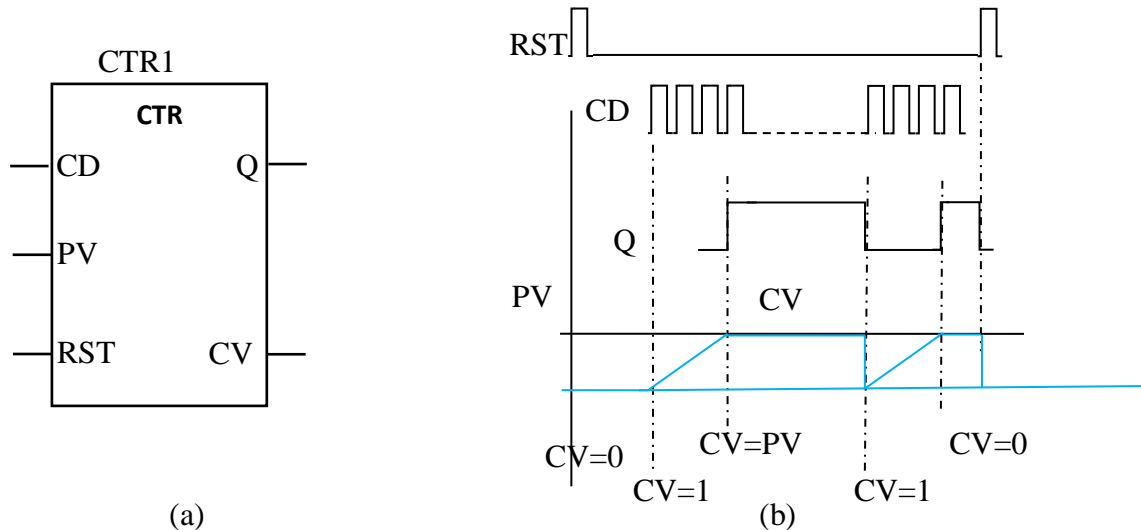 CTR1
CTR
CD Q
PV
RST CV
(a)
RST
CD
Q
PV CV
CV=0 CV=PV CV=0
CV=1 CV=1
(b)